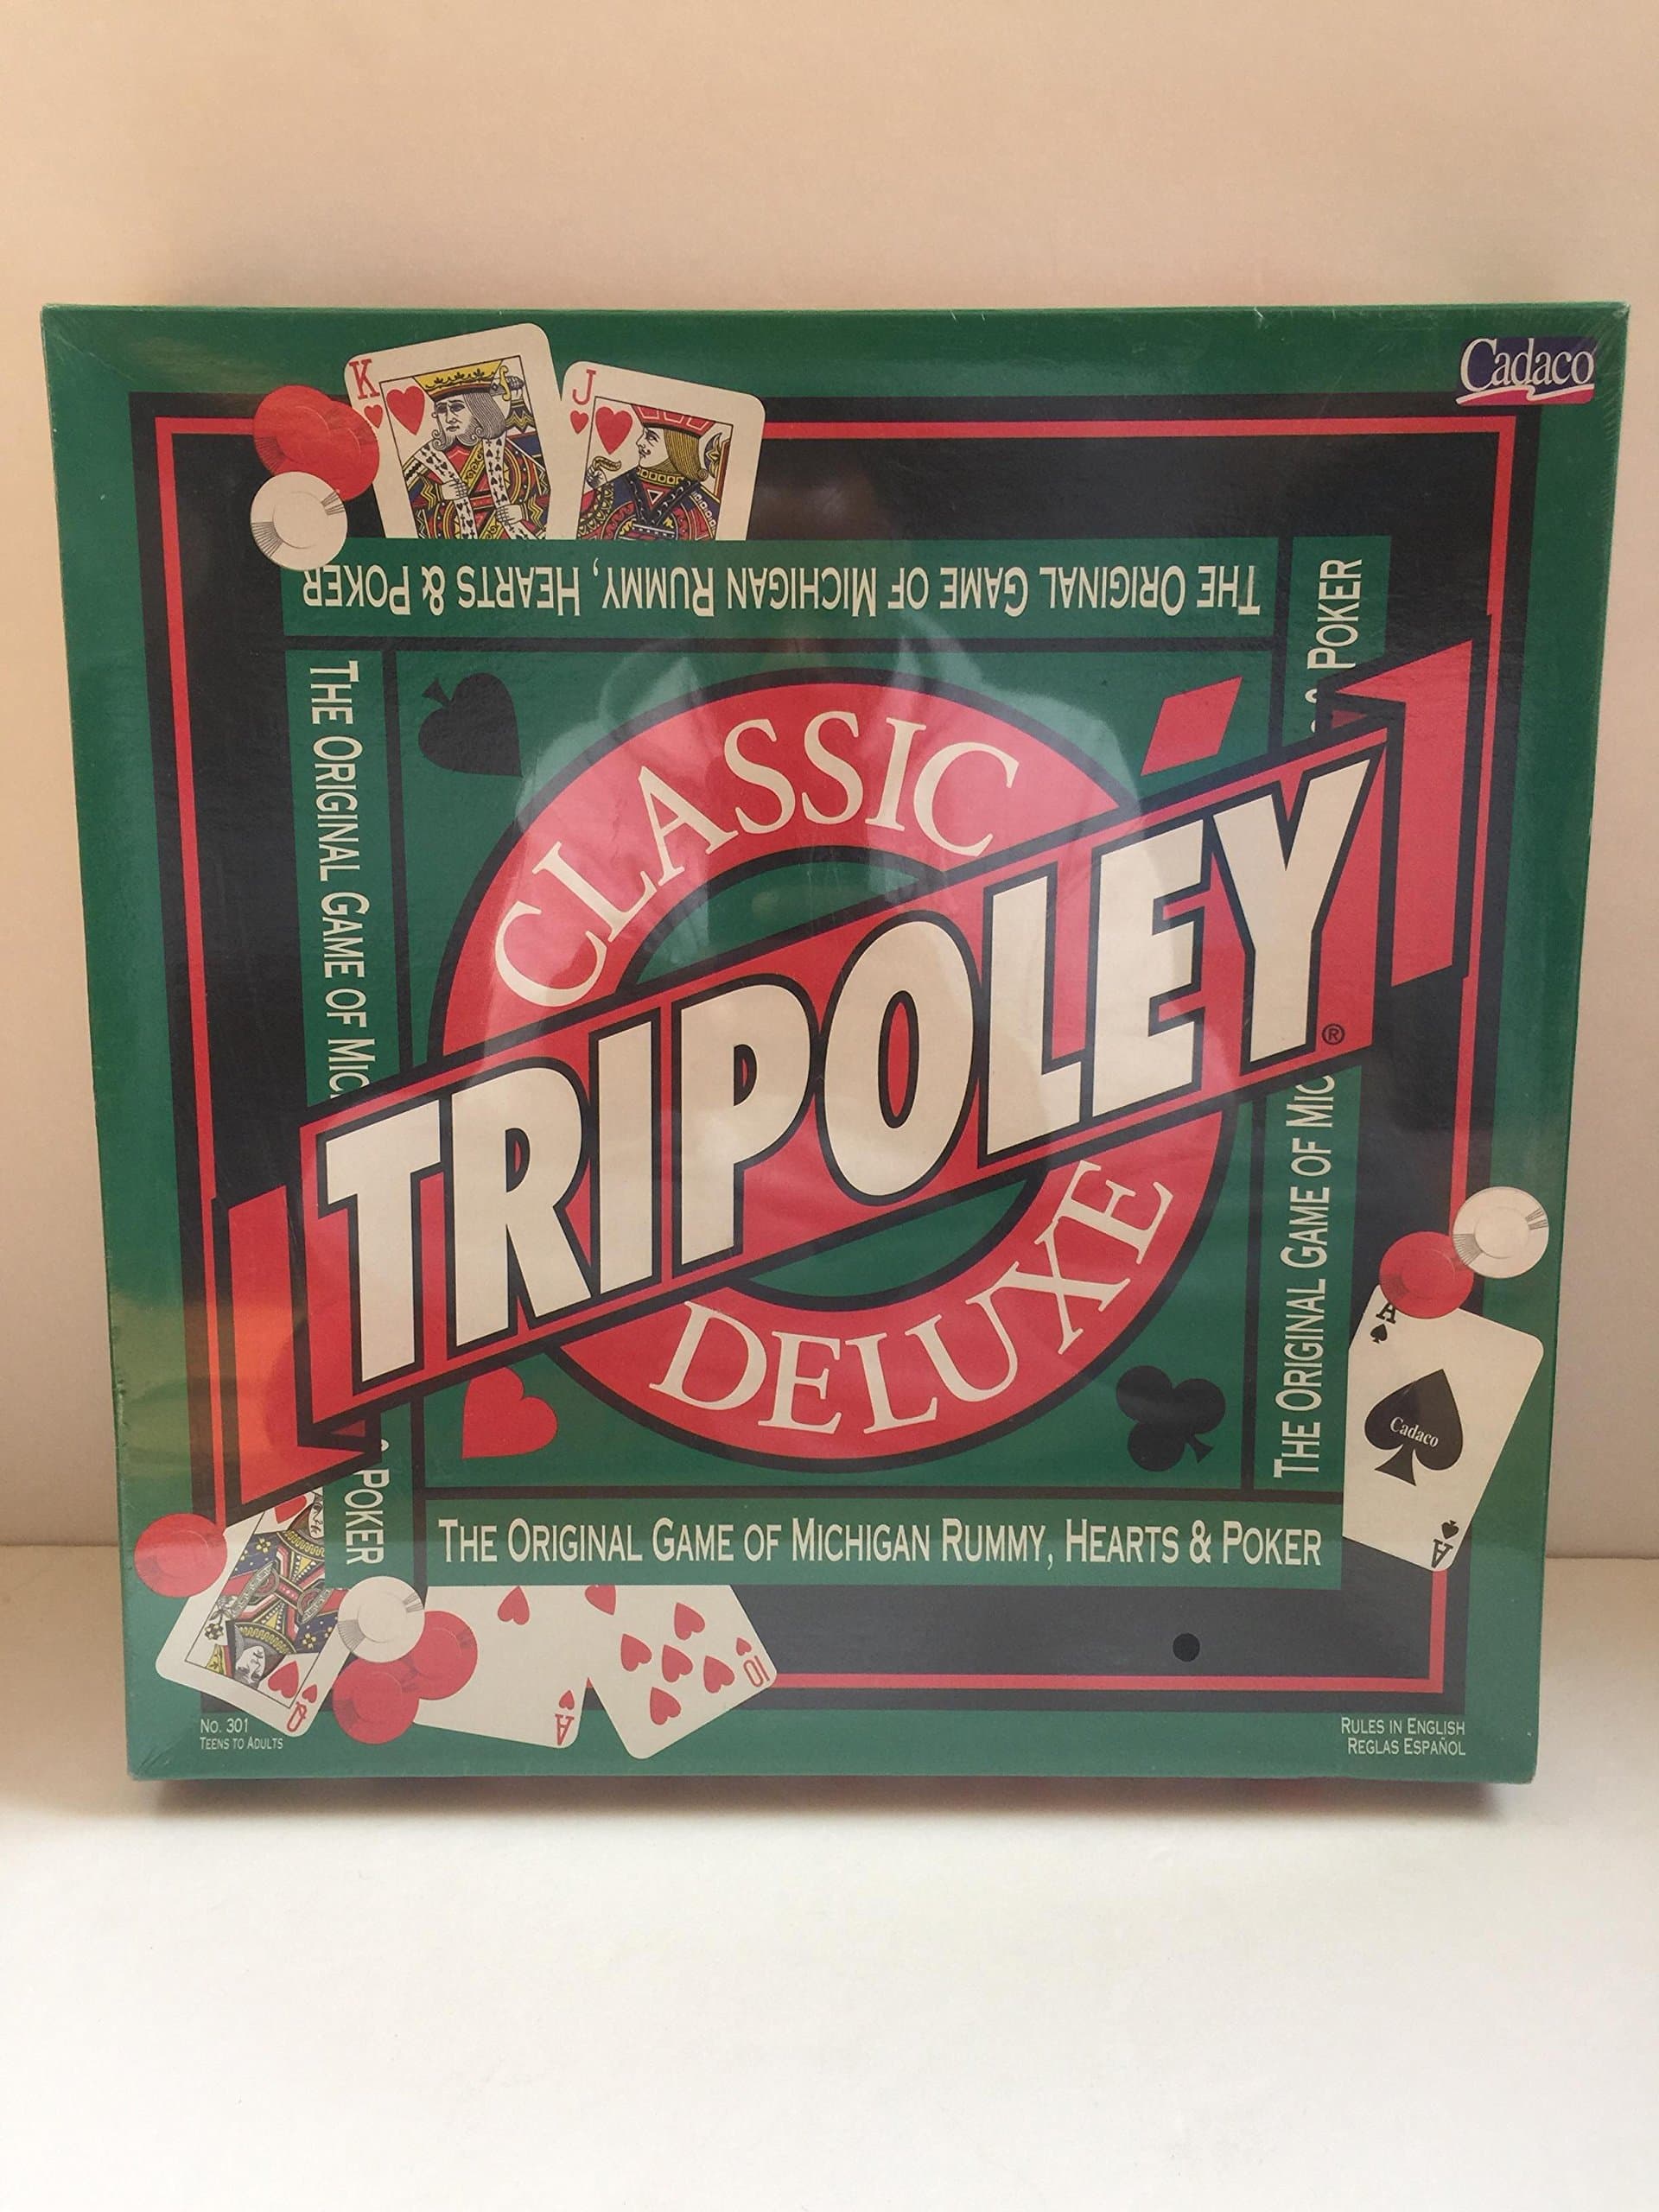 Cadaco
K
J
THE ORIGINAL GAME OF MICHIGAN RUMMY, HEARTS & POKER
THE ORIGINAL GAME OF MIC
& POKER
THE ORIGINAL GAME OF MIC
& POKER
CLASSIC
TRIPOLEY®
DELUXE
A
Cadaco
A
THE ORIGINAL GAME OF MICHIGAN RUMMY, HEARTS & POKER
Q
A
10
NO. 301
TEENS TO ADULTS
RULES IN ENGLISH
REGLAS ESPAÑOL